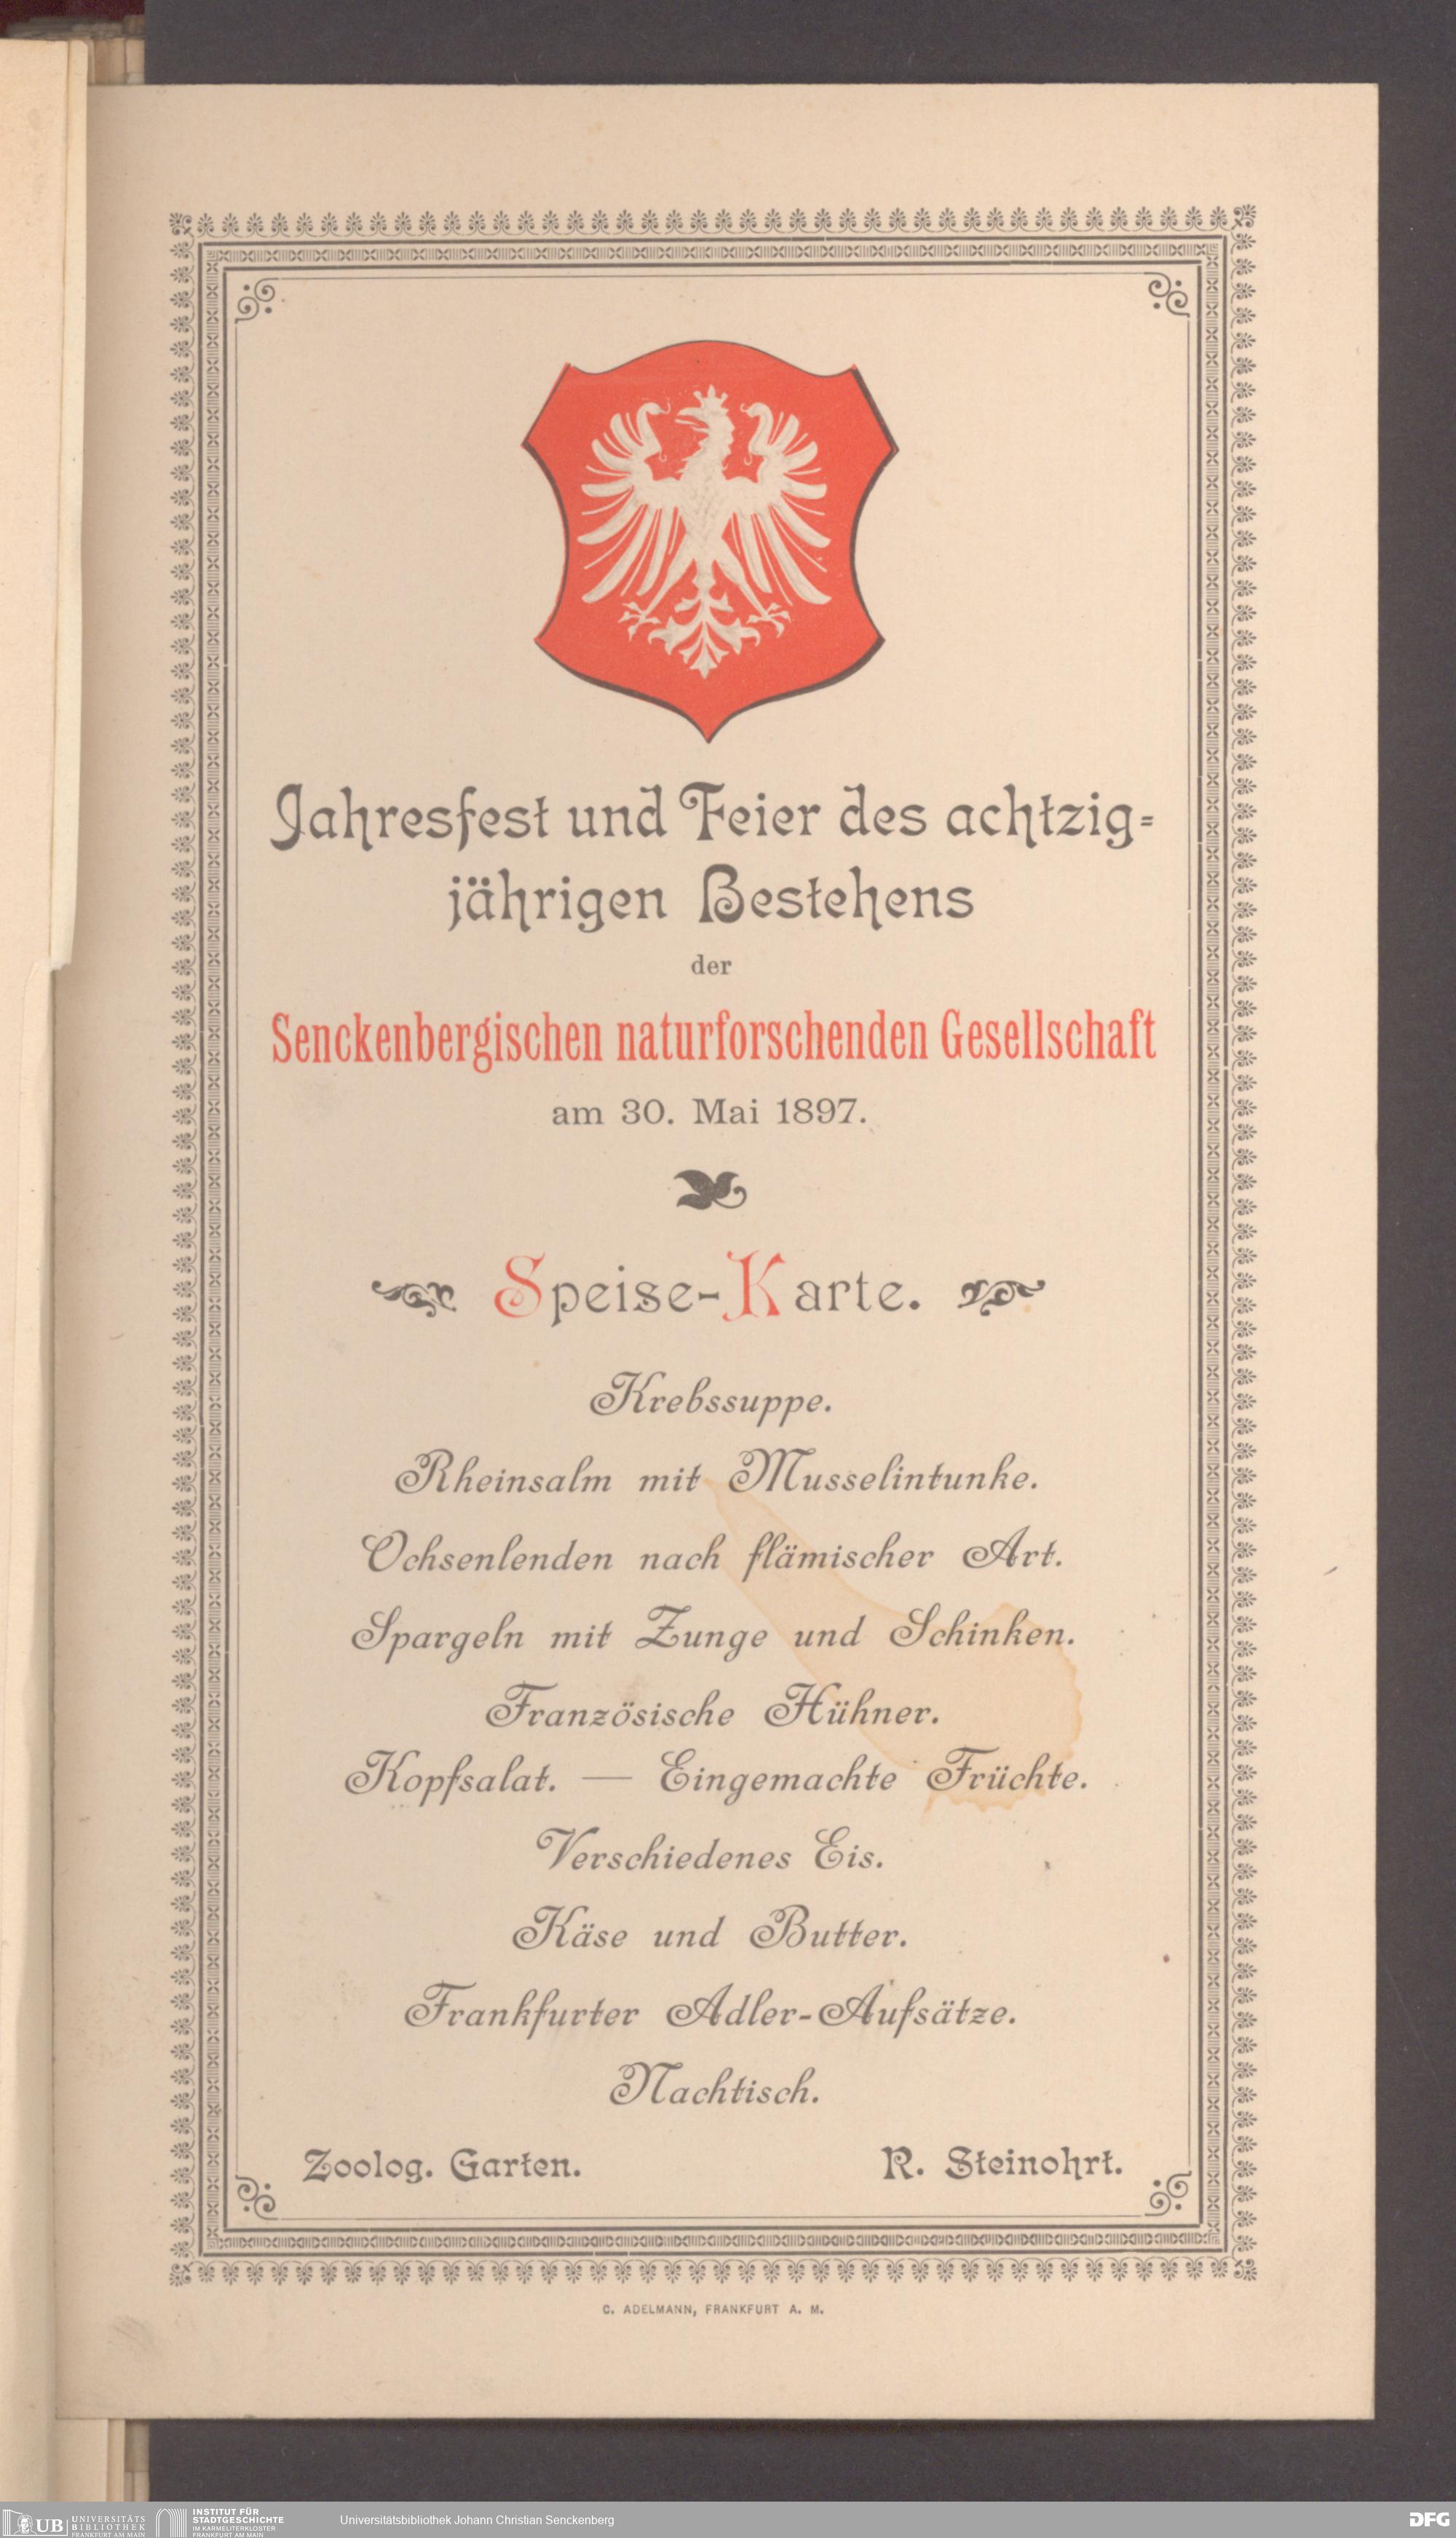 Jahresfest und Feier des achtzig-
jährigen Bestehens
der
Senckenbergischen naturforschenden Gesellschaft
am 30. Mai 1897.
Speise-Karte.
Krebssuppe.
Rheinsalm mit Musselintunke.
Ochsenlenden nach flämischer Art.
Spargeln mit Zunge und Schinken.
Französische Hühner.
Kopfsalat. — Eingemachte Früchte.
Verschiedenes Eis.
Käse und Butter.
Frankfurter Adler-Aufsätze.
Nachtisch.
Zoolog. Garten. R. Steinohrt.
C. ADELMANN, FRANKFURT A. M.
UB UNIVERSITÄTS
BIBLIOTHEK
FRANKFURT AM MAIN
INSTITUT FÜR
STADTGESCHICHTE
IM KARMELITERKLOSTER
FRANKFURT AM MAIN
Universitätsbibliothek Johann Christian Senckenberg
DFG